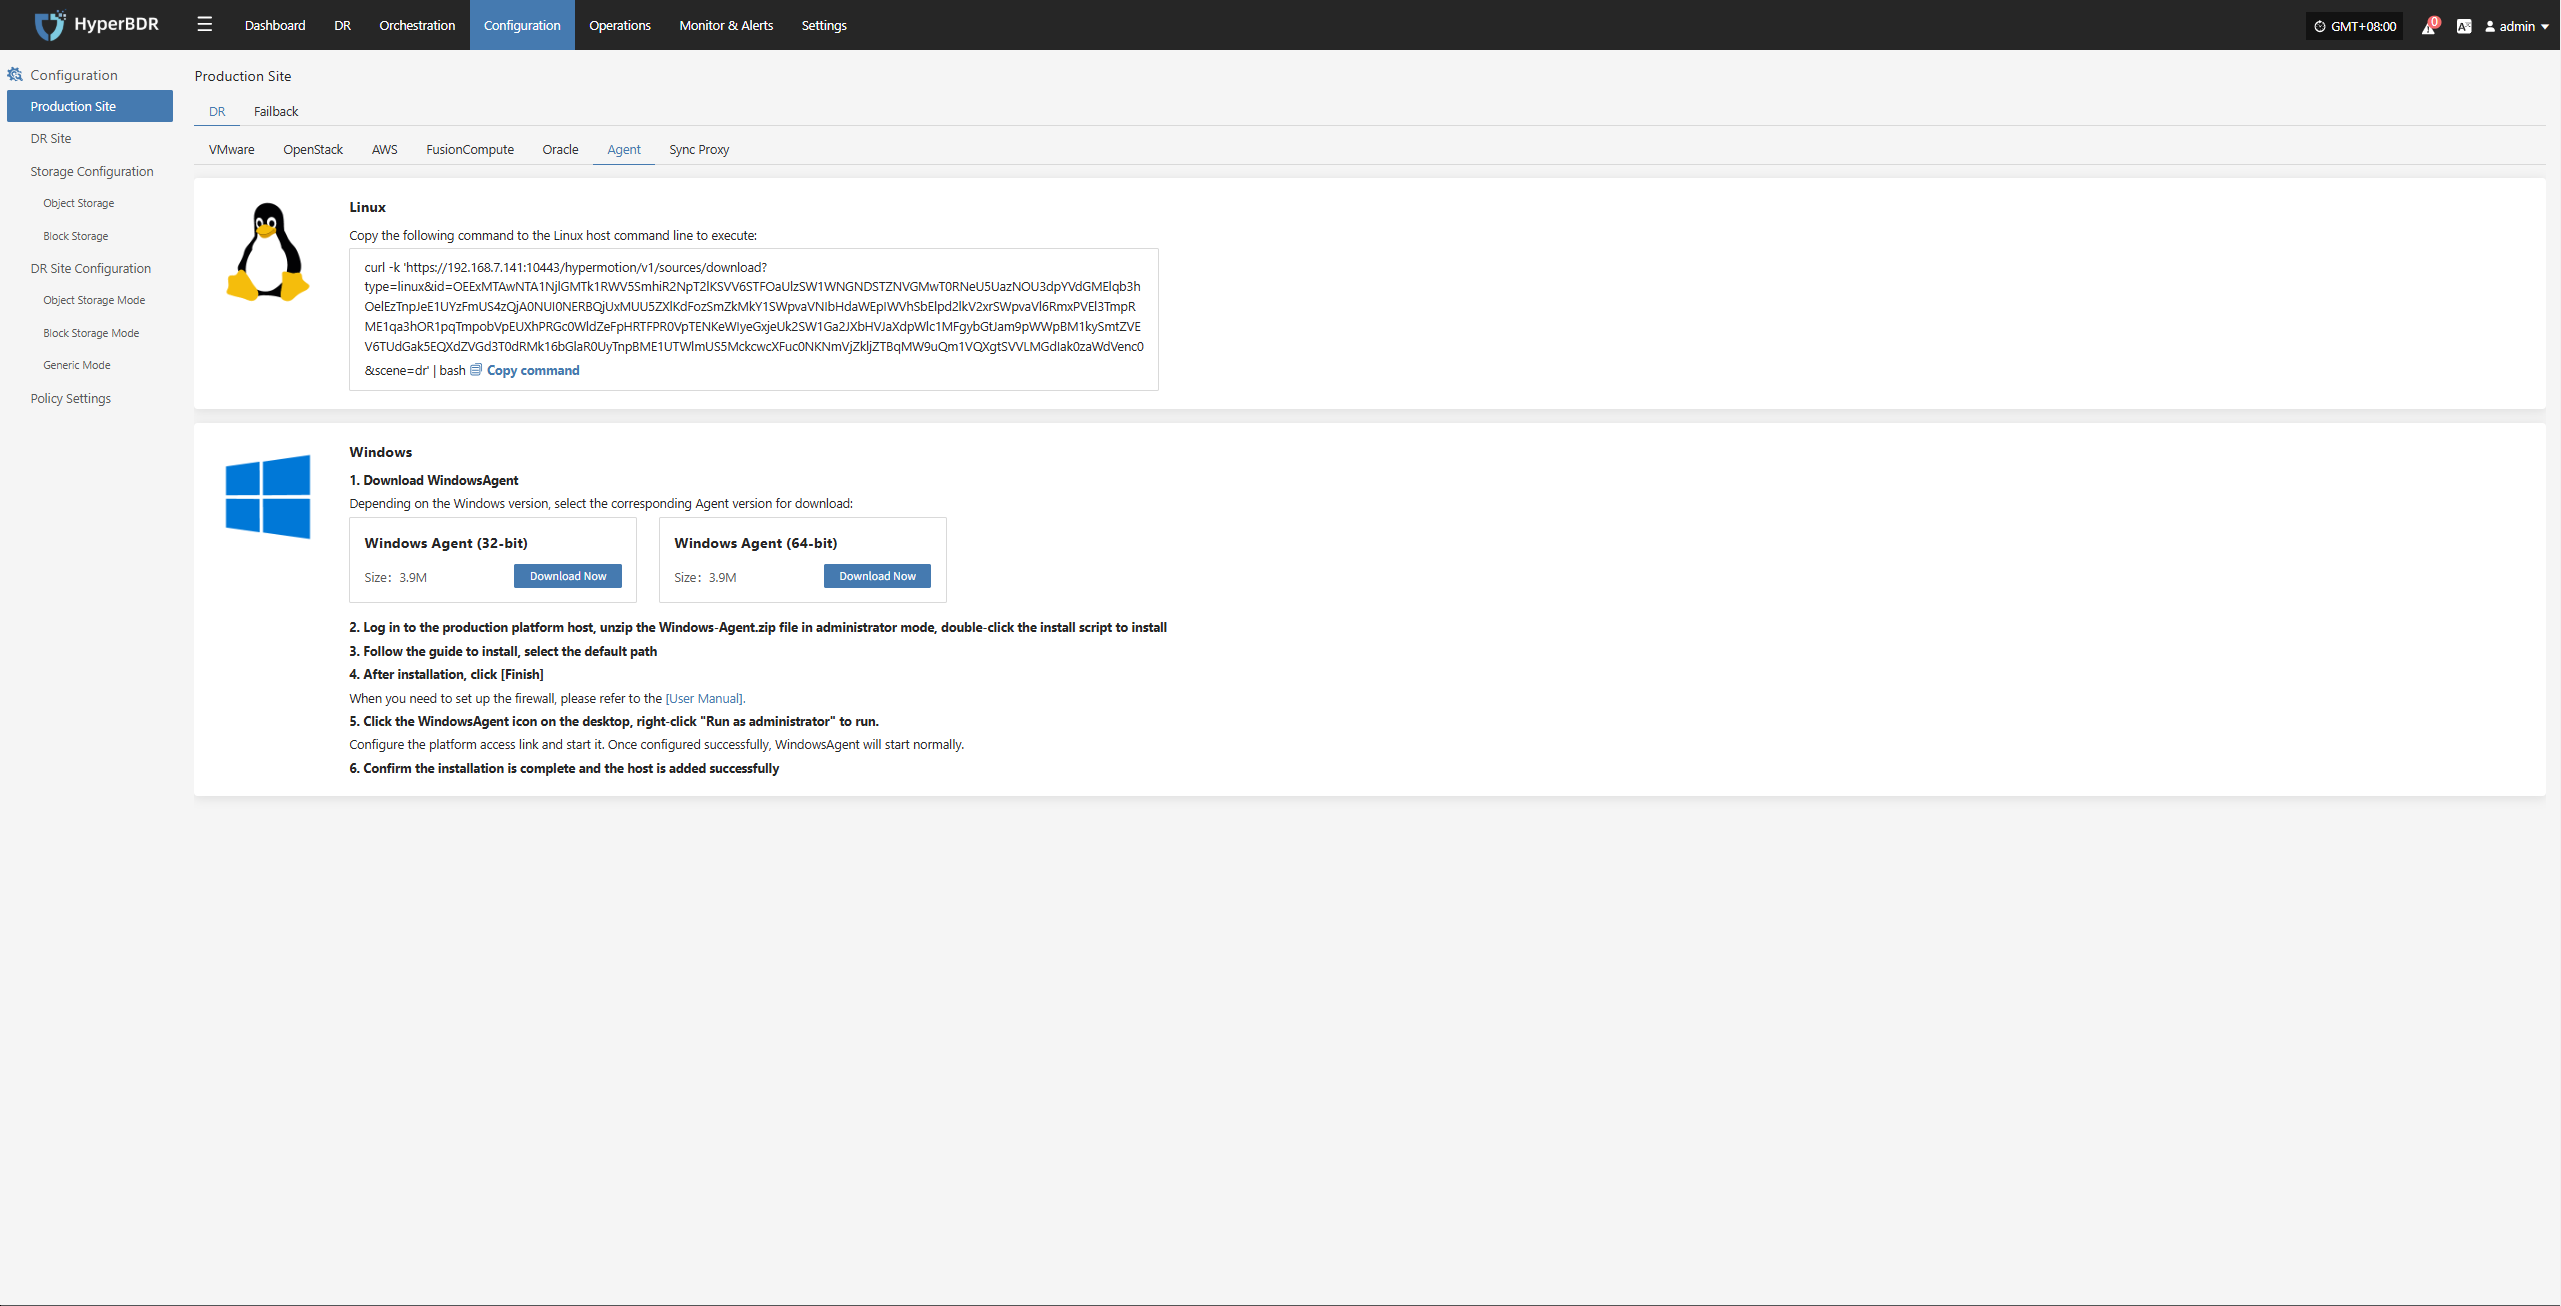 HyperBDR
Dashboard
DR
Orchestration
Configuration
Operations
Monitor & Alerts
Settings
GMT+08:00
0
admin
Configuration
Production Site
DR Site
Storage Configuration
Object Storage
Block Storage
DR Site Configuration
Object Storage Mode
Block Storage Mode
Generic Mode
Policy Settings
Production Site
DR
Failback
VMware
OpenStack
AWS
FusionCompute
Oracle
Agent
Sync Proxy
Linux
Copy the following command to the Linux host command line to execute:
curl -k 'https://192.168.7.141:10443/hypermotion/v1/sources/download?
&scene=dr' | bash Copy command
Windows
1. Download WindowsAgent
Depending on the Windows version, select the corresponding Agent version for download:
Windows Agent (32-bit)
Size: 3.9M
Download Now
Windows Agent (64-bit)
Size: 3.9M
Download Now
2. Log in to the production platform host, unzip the Windows-Agent.zip file in administrator mode, double-click the install script to install
3. Follow the guide to install, select the default path
4. After installation, click [Finish]
When you need to set up the firewall, please refer to the [User Manual].
5. Click the WindowsAgent icon on the desktop, right-click "Run as administrator" to run.
Configure the platform access link and start it. Once configured successfully, WindowsAgent will start normally.
6. Confirm the installation is complete and the host is added successfully